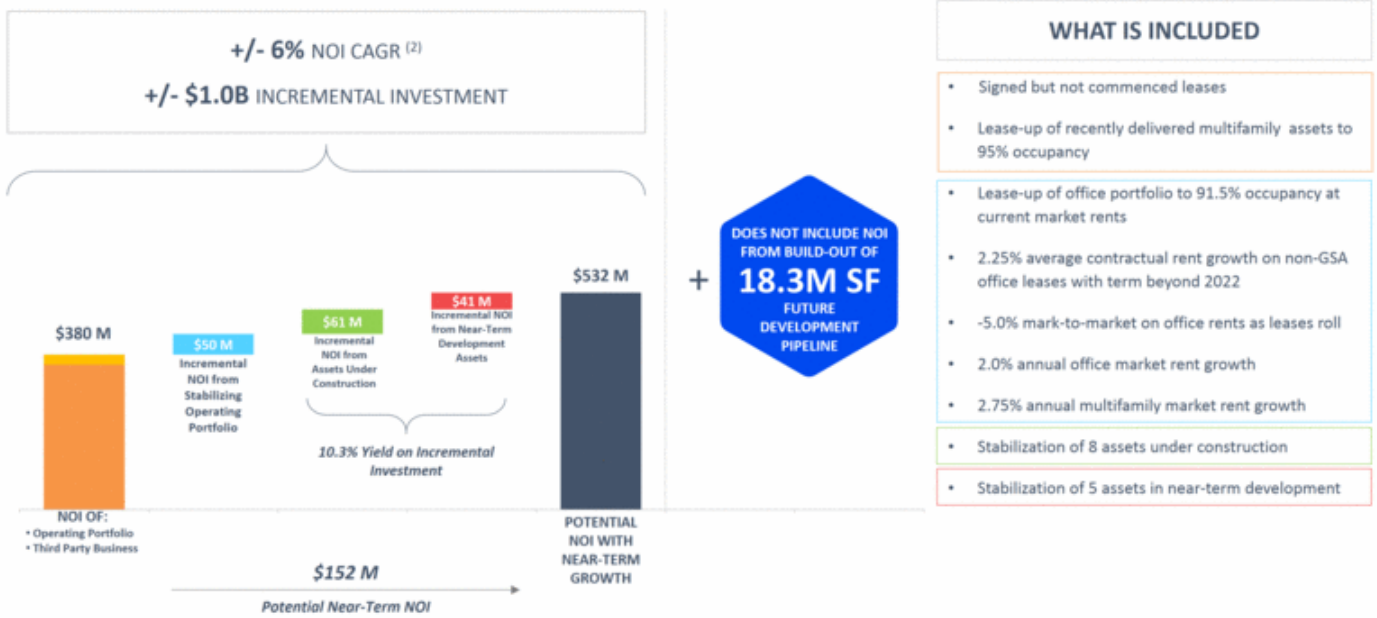 +/- 6% NOI CAGR (2)
+/- $1.0B INCREMENTAL INVESTMENT
$380 M
NOI OF:
• Operating Portfolio
• Third Party Business
$50 M
Incremental
NOI from
Stabilizing
Operating
Portfolio
$61 M
Incremental
NOI from
Assets Under
Construction
$41 M
Incremental NOI
from Near-Term
Development
Assets
10.3% Yield on Incremental
Investment
$532 M
POTENTIAL
NOI WITH
NEAR-TERM
GROWTH
$152 M
Potential Near-Term NOI
+
DOES NOT INCLUDE NOI
FROM BUILD-OUT OF
18.3M SF
FUTURE
DEVELOPMENT
PIPELINE
WHAT IS INCLUDED
• Signed but not commenced leases
• Lease-up of recently delivered multifamily assets to
95% occupancy
• Lease-up of office portfolio to 91.5% occupancy at
current market rents
• 2.25% average contractual rent growth on non-GSA
office leases with term beyond 2022
• -5.0% mark-to-market on office rents as leases roll
• 2.0% annual office market rent growth
• 2.75% annual multifamily market rent growth
• Stabilization of 8 assets under construction
• Stabilization of 5 assets in near-term development